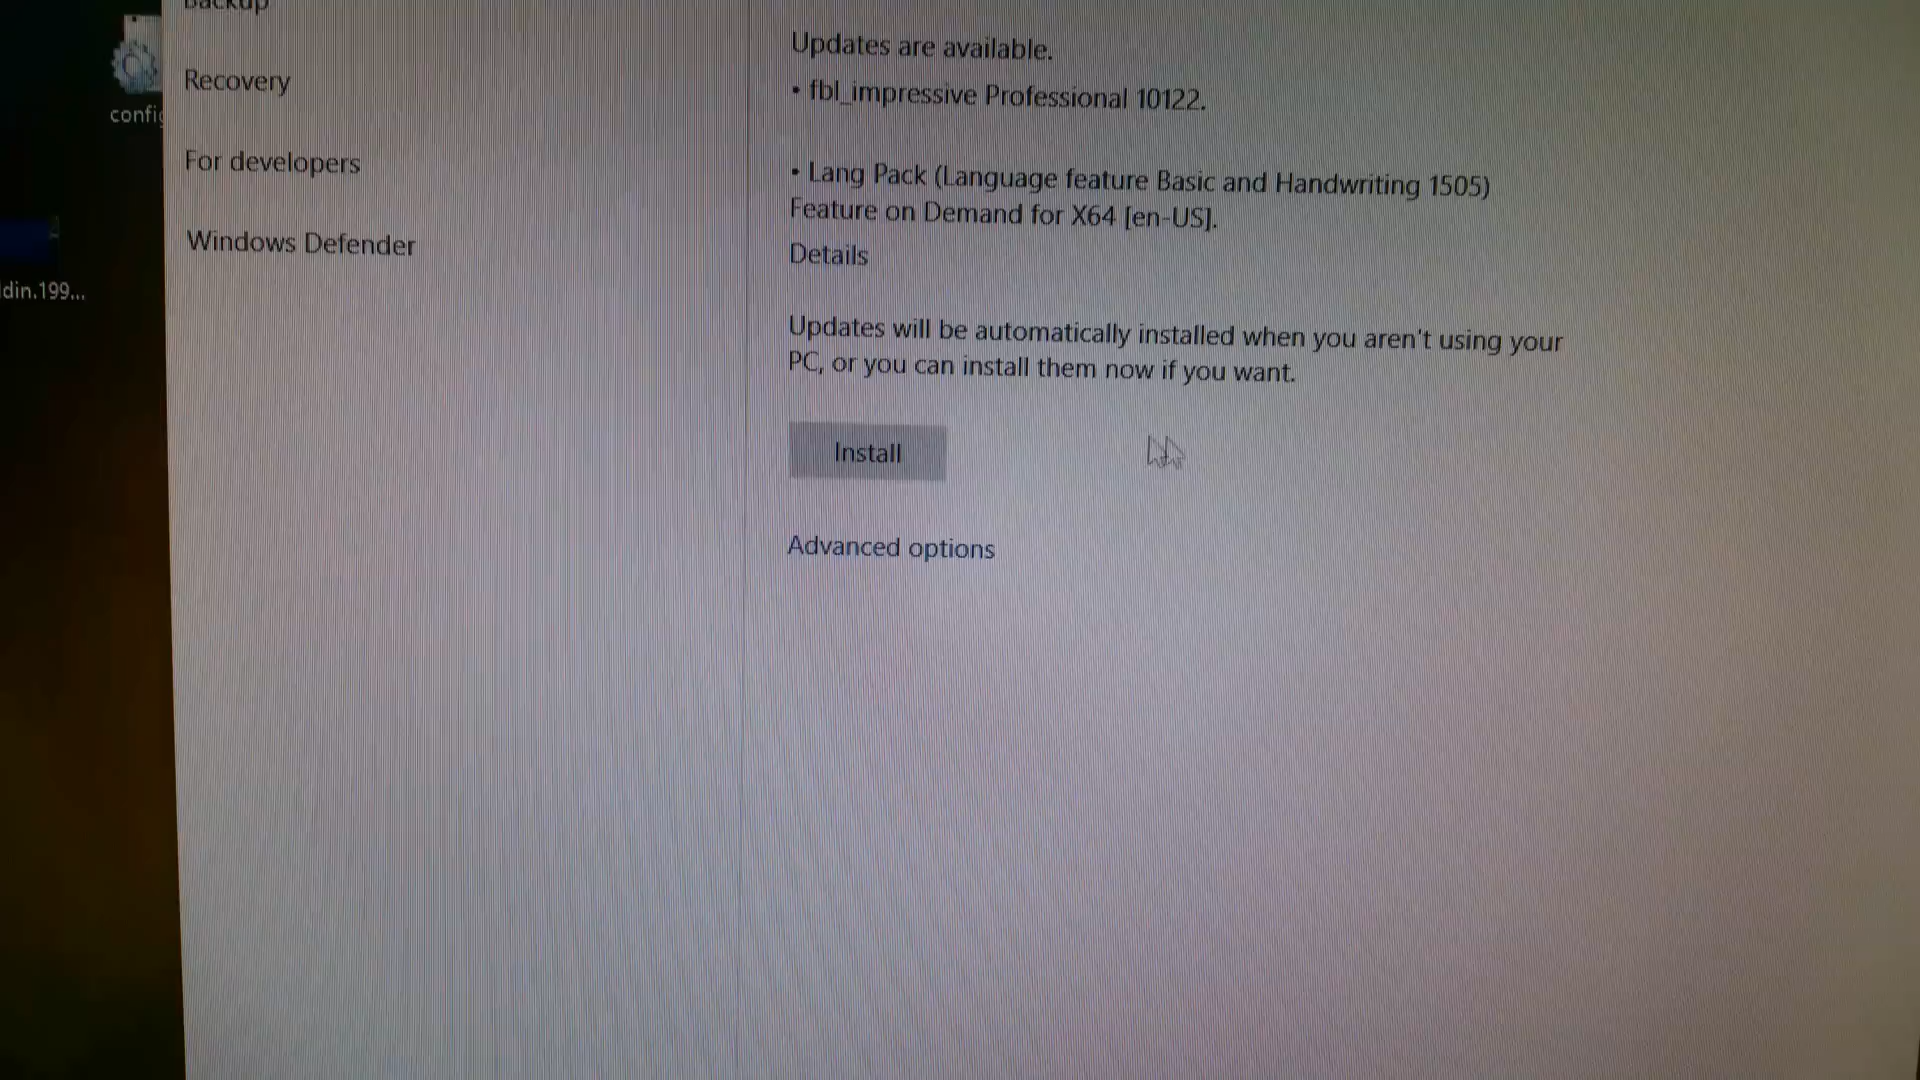 Backup
Recovery
For developers
Windows Defender
config
din.199...
Updates are available.
• fbl_impressive Professional 10122.
• Lang Pack (Language feature Basic and Handwriting 1505)
Feature on Demand for X64 [en-US].
Details
Updates will be automatically installed when you aren't using your
PC, or you can install them now if you want.
Install
Advanced options